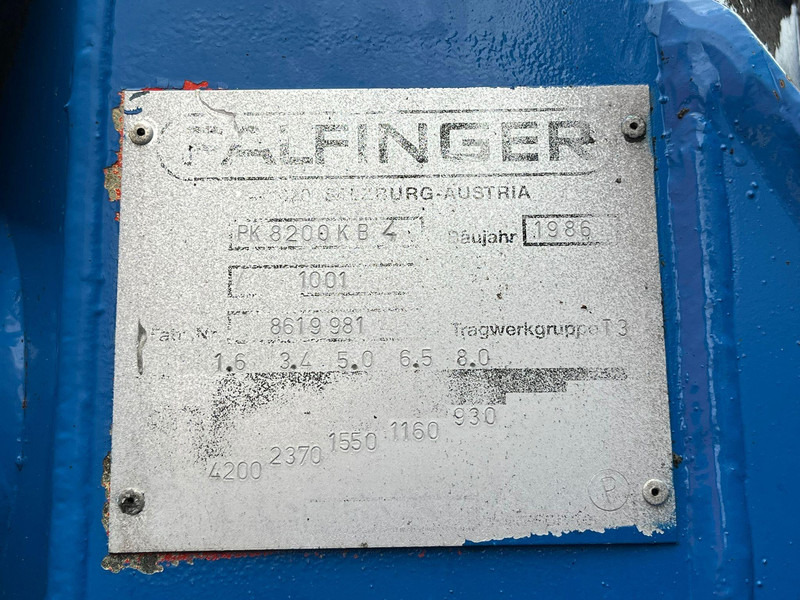 PALFINGER
SALZBURG-AUSTRIA
PK 8200 K B 4 Baujahr 1986
1001
Fabr. Nr. 8619 981 Tragwerkgruppe T 3
1.6 3.4 5.0 6.5 8.0
4200 2370 1550 1160 930
P